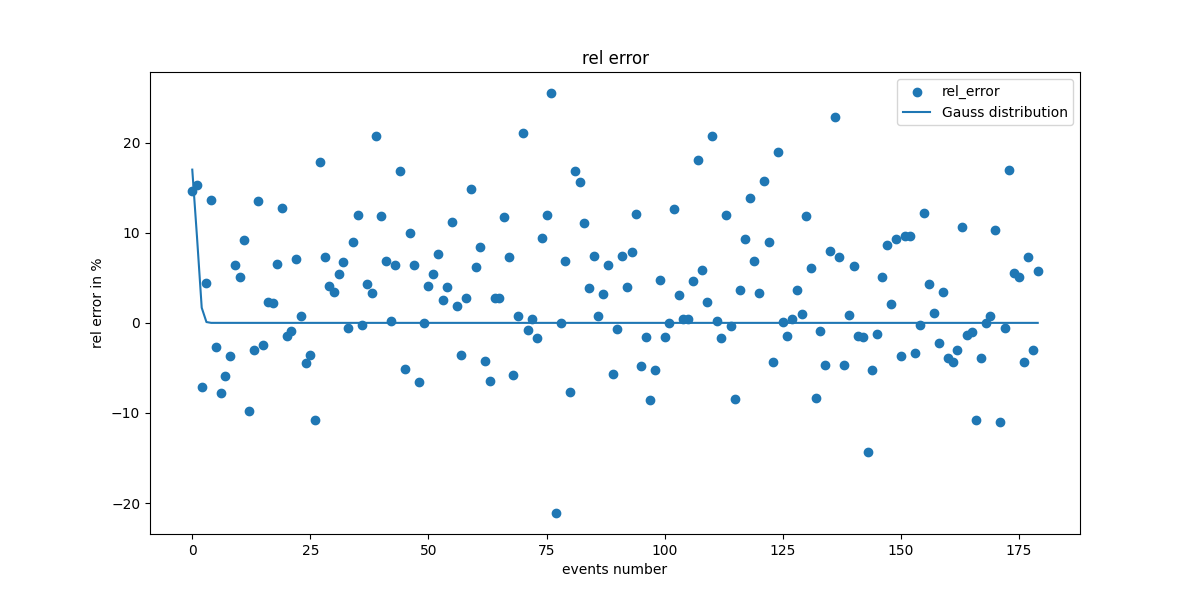 rel error
rel_error
Gauss distribution
rel error in %
20
10
0
−10
−20
0
25
50
75
100
125
150
175
events number